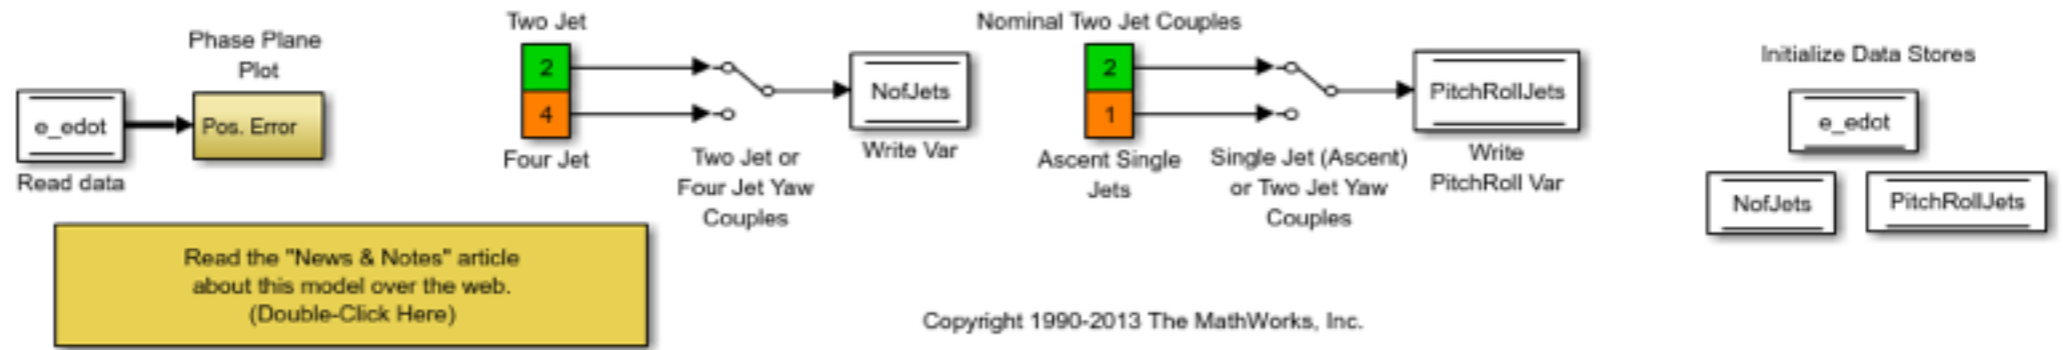 Phase Plane
Plot
e_edot
Pos. Error
Read data
Two Jet
2
4
Four Jet
Two Jet or
Four Jet Yaw
Couples
NofJets
Write Var
Nominal Two Jet Couples
2
1
Ascent Single
Jets
Single Jet (Ascent)
or Two Jet Yaw
Couples
PitchRollJets
Write
PitchRoll Var
Initialize Data Stores
e_edot
NofJets
PitchRollJets
Read the "News & Notes" article
about this model over the web.
(Double-Click Here)
Copyright 1990-2013 The MathWorks, Inc.